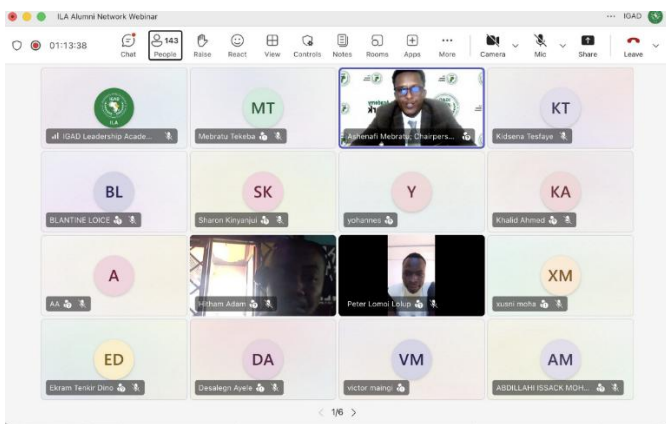 ILA Alumni Network Webinar
... IGAD
01:13:38
143
Chat People Raise React View Controls Notes Rooms Apps More Camera Mic Share Leave
IGAD
ILA
MT
KT
IGAD Leadership Acade...
Mebratu Tekeba
Ashenafi Mebratu; Chairpers...
Kidsena Tesfaye
BL
SK
Y
KA
BLANTINE LOICE
Sharon Kinyanjui
yohannes
Khalid Ahmed
A
XM
AA
Hitham Adam
Peter Lomoi Lolup
xusni moha
ED
DA
VM
AM
Ekram Tenkir Dino
Desalegn Ayele
victor maingi
ABDILLAHI ISSACK MOH...
1/6